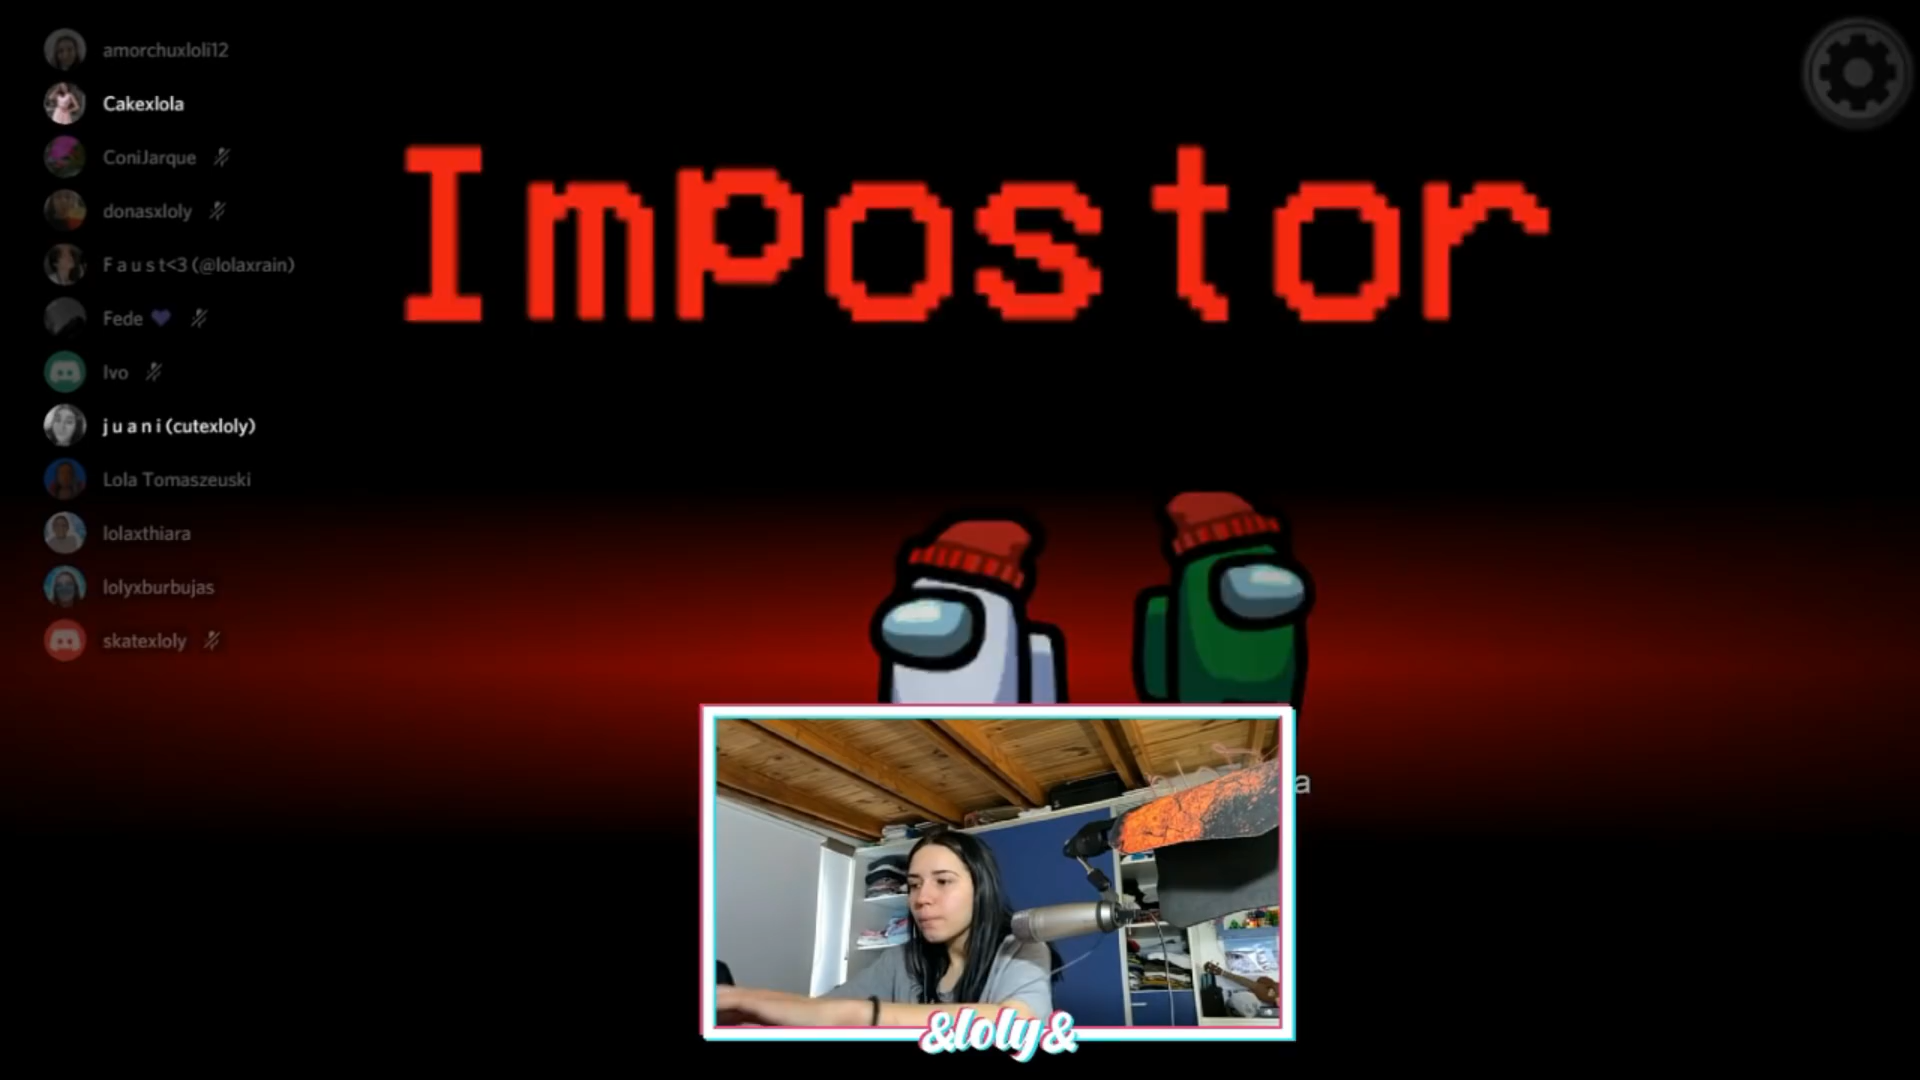 amorchuxloli12
Cakexlola
ConiJarque
donasxloly
F a u s t<3 (@lolaxrain)
Fede
Ivo
j u a n i (cutexloly)
Lola Tomaszeuski
lolaxthiara
lolyxburbujas
skatexloly
Impostor
a
&loly&